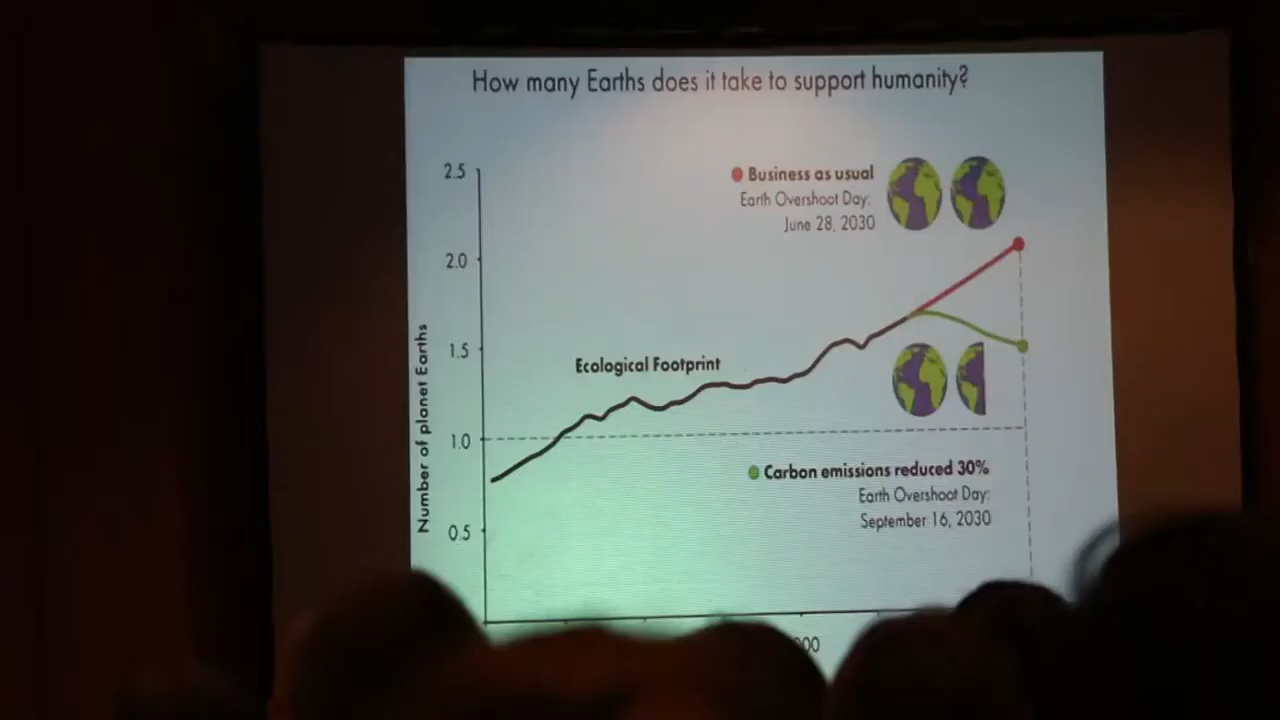 How many Earths does it take to support humanity?
2.5
Business as usual
Earth Overshoot Day:
June 28, 2030
2.0
1.5
Ecological Footprint
1.0
Carbon emissions reduced 30%
Earth Overshoot Day:
September 16, 2030
0.5
Number of planet Earths